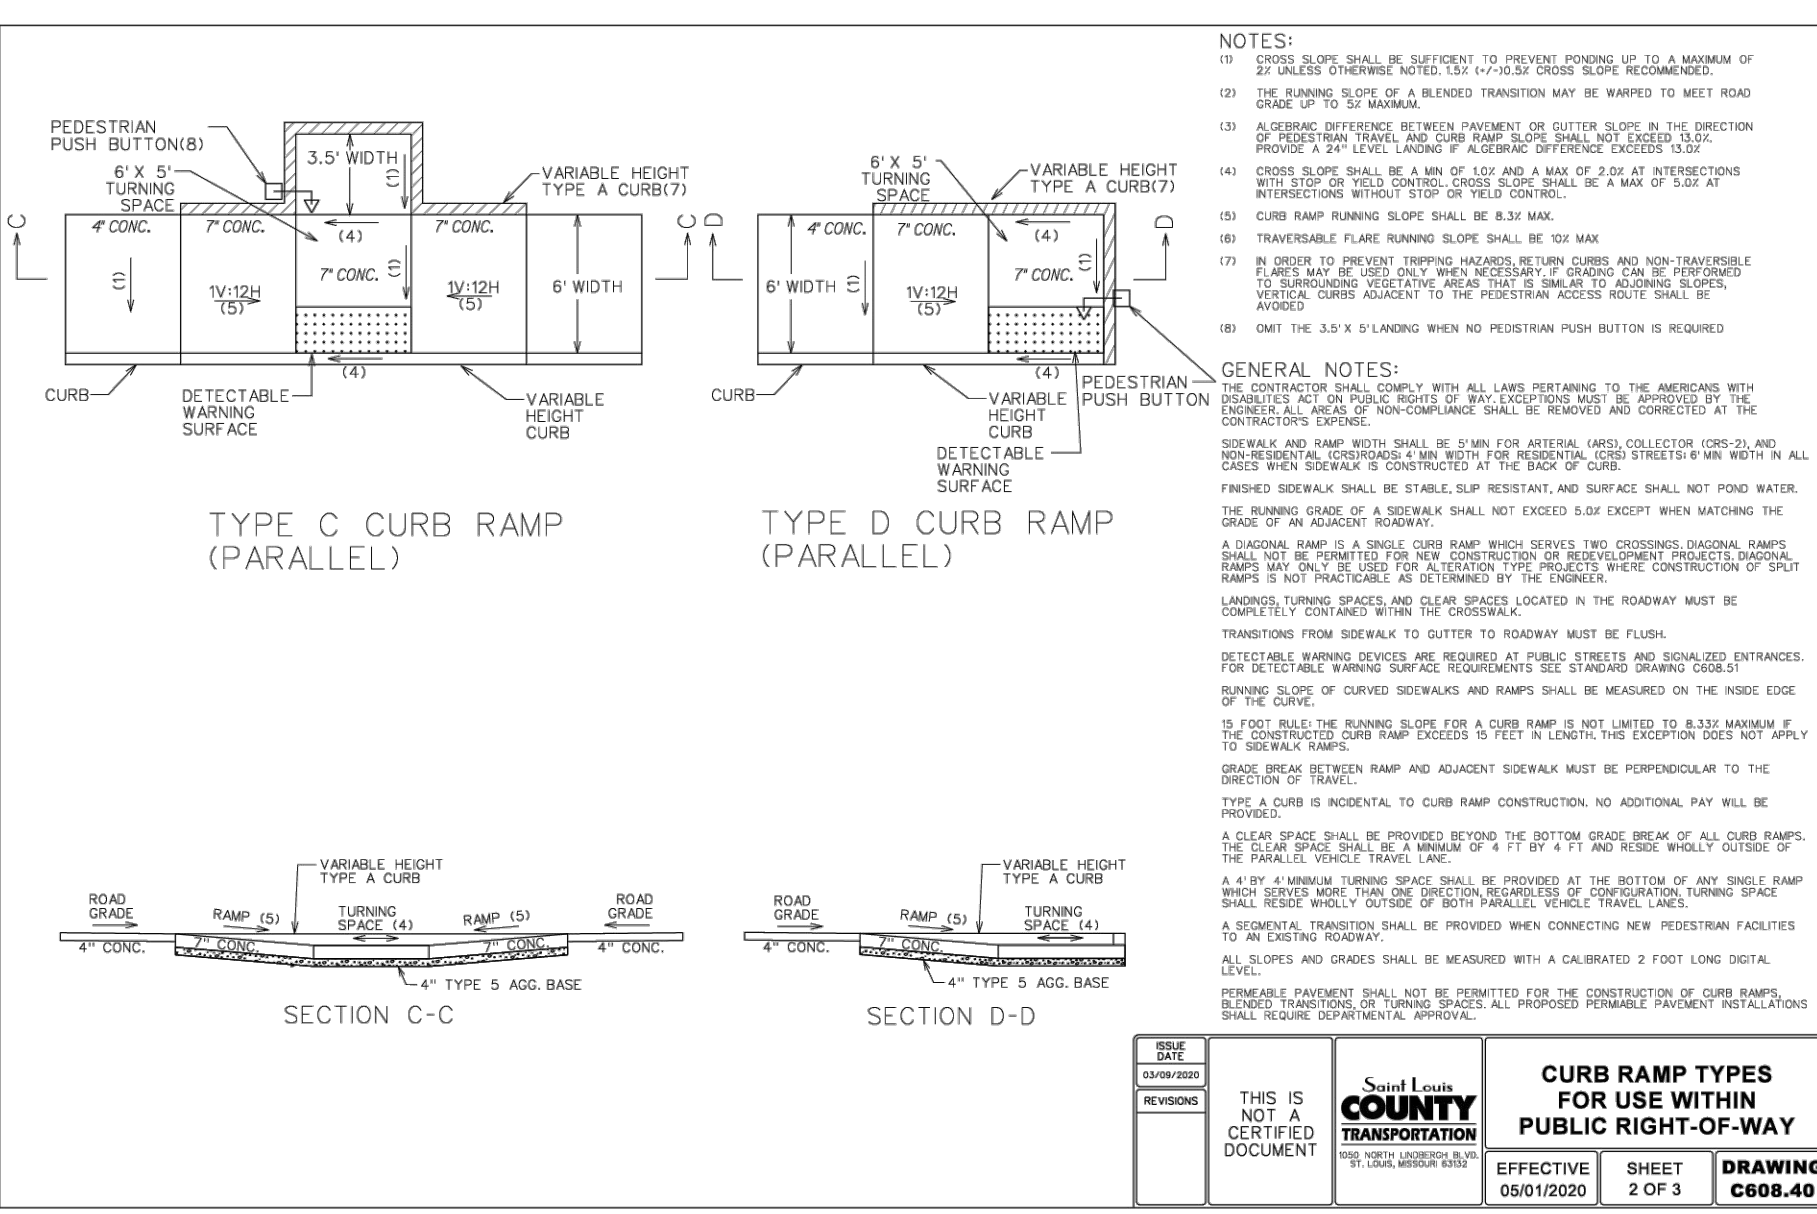 PEDESTRIAN
PUSH BUTTON(8)
6' X 5'
TURNING
SPACE
3.5' WIDTH
(1)
VARIABLE HEIGHT
TYPE A CURB(7)
C
C
4" CONC.
7" CONC.
(4)
7" CONC.
7" CONC.
(1)
(1)
1V:12H
(5)
1V:12H
(5)
6' WIDTH
(4)
CURB
DETECTABLE
WARNING
SURFACE
VARIABLE
HEIGHT
CURB
TYPE C CURB RAMP
(PARALLEL)
6' X 5'
TURNING
SPACE
VARIABLE HEIGHT
TYPE A CURB(7)
D
D
4" CONC.
7" CONC.
(4)
7" CONC.
(1)
(1)
6' WIDTH
1V:12H
(5)
(4)
CURB
VARIABLE
HEIGHT
CURB
PEDESTRIAN
PUSH BUTTON
DETECTABLE
WARNING
SURFACE
TYPE D CURB RAMP
(PARALLEL)
VARIABLE HEIGHT
TYPE A CURB
ROAD
GRADE
RAMP (5)
TURNING
SPACE (4)
RAMP (5)
ROAD
GRADE
4" CONC.
7" CONC.
7" CONC.
4" CONC.
4" TYPE 5 AGG. BASE
SECTION C-C
VARIABLE HEIGHT
TYPE A CURB
ROAD
GRADE
RAMP (5)
TURNING
SPACE (4)
4" CONC.
7" CONC.
4" TYPE 5 AGG. BASE
SECTION D-D
NOTES:
(1) CROSS SLOPE SHALL BE SUFFICIENT TO PREVENT PONDING UP TO A MAXIMUM OF
2% UNLESS OTHERWISE NOTED. 1.5% (+/-)0.5% CROSS SLOPE RECOMMENDED.
(2) THE RUNNING SLOPE OF A BLENDED TRANSITION MAY BE WARPED TO MEET ROAD
GRADE UP TO 5% MAXIMUM.
(3) ALGEBRAIC DIFFERENCE BETWEEN PAVEMENT OR GUTTER SLOPE IN THE DIRECTION
OF PEDESTRIAN TRAVEL AND CURB RAMP SLOPE SHALL NOT EXCEED 13.0%.
PROVIDE A 24" LEVEL LANDING IF ALGEBRAIC DIFFERENCE EXCEEDS 13.0%
(4) CROSS SLOPE SHALL BE A MIN OF 1.0% AND A MAX OF 2.0% AT INTERSECTIONS
WITH STOP OR YIELD CONTROL. CROSS SLOPE SHALL BE A MAX OF 5.0% AT
INTERSECTIONS WITHOUT STOP OR YIELD CONTROL.
(5) CURB RAMP RUNNING SLOPE SHALL BE 8.3% MAX.
(6) TRAVERSABLE FLARE RUNNING SLOPE SHALL BE 10% MAX
(7) IN ORDER TO PREVENT TRIPPING HAZARDS, RETURN CURBS AND NON-TRAVERSIBLE
FLARES MAY BE USED ONLY WHEN NECESSARY. IF GRADING CAN BE PERFORMED
TO SURROUNDING VEGETATIVE AREAS THAT IS SIMILAR TO ADJOINING SLOPES,
VERTICAL CURBS ADJACENT TO THE PEDESTRIAN ACCESS ROUTE SHALL BE
AVOIDED
(8) OMIT THE 3.5' X 5' LANDING WHEN NO PEDISTRIAN PUSH BUTTON IS REQUIRED
GENERAL NOTES:
THE CONTRACTOR SHALL COMPLY WITH ALL LAWS PERTAINING TO THE AMERICANS WITH
DISABILITIES ACT ON PUBLIC RIGHTS OF WAY. EXCEPTIONS MUST BE APPROVED BY THE
ENGINEER. ALL AREAS OF NON-COMPLIANCE SHALL BE REMOVED AND CORRECTED AT THE
CONTRACTOR'S EXPENSE.
SIDEWALK AND RAMP WIDTH SHALL BE 5' MIN FOR ARTERIAL (ARS), COLLECTOR (CRS-2), AND
NON-RESIDENTAIL (CRS)ROADS; 4' MIN WIDTH FOR RESIDENTIAL (CRS) STREETS; 6' MIN WIDTH IN ALL
CASES WHEN SIDEWALK IS CONSTRUCTED AT THE BACK OF CURB.
FINISHED SIDEWALK SHALL BE STABLE, SLIP RESISTANT, AND SURFACE SHALL NOT POND WATER.
THE RUNNING GRADE OF A SIDEWALK SHALL NOT EXCEED 5.0% EXCEPT WHEN MATCHING THE
GRADE OF AN ADJACENT ROADWAY.
A DIAGONAL RAMP IS A SINGLE CURB RAMP WHICH SERVES TWO CROSSINGS. DIAGONAL RAMPS
SHALL NOT BE PERMITTED FOR NEW CONSTRUCTION OR REDEVELOPMENT PROJECTS. DIAGONAL
RAMPS MAY ONLY BE USED FOR ALTERATION TYPE PROJECTS WHERE CONSTRUCTION OF SPLIT
RAMPS IS NOT PRACTICABLE AS DETERMINED BY THE ENGINEER.
LANDINGS, TURNING SPACES, AND CLEAR SPACES LOCATED IN THE ROADWAY MUST BE
COMPLETELY CONTAINED WITHIN THE CROSSWALK.
TRANSITIONS FROM SIDEWALK TO GUTTER TO ROADWAY MUST BE FLUSH.
DETECTABLE WARNING DEVICES ARE REQUIRED AT PUBLIC STREETS AND SIGNALIZED ENTRANCES.
FOR DETECTABLE WARNING SURFACE REQUIREMENTS SEE STANDARD DRAWING C608.51
RUNNING SLOPE OF CURVED SIDEWALKS AND RAMPS SHALL BE MEASURED ON THE INSIDE EDGE
OF THE CURVE.
15 FOOT RULE: THE RUNNING SLOPE FOR A CURB RAMP IS NOT LIMITED TO 8.33% MAXIMUM IF
THE CONSTRUCTED CURB RAMP EXCEEDS 15 FEET IN LENGTH. THIS EXCEPTION DOES NOT APPLY
TO SIDEWALK RAMPS.
GRADE BREAK BETWEEN RAMP AND ADJACENT SIDEWALK MUST BE PERPENDICULAR TO THE
DIRECTION OF TRAVEL.
TYPE A CURB IS INCIDENTAL TO CURB RAMP CONSTRUCTION. NO ADDITIONAL PAY WILL BE
PROVIDED.
A CLEAR SPACE SHALL BE PROVIDED BEYOND THE BOTTOM GRADE BREAK OF ALL CURB RAMPS.
THE CLEAR SPACE SHALL BE A MINIMUM OF 4 FT BY 4 FT AND RESIDE WHOLLY OUTSIDE OF
THE PARALLEL VEHICLE TRAVEL LANE.
A 4' BY 4' MINIMUM TURNING SPACE SHALL BE PROVIDED AT THE BOTTOM OF ANY SINGLE RAMP
WHICH SERVES MORE THAN ONE DIRECTION, REGARDLESS OF CONFIGURATION. TURNING SPACE
SHALL RESIDE WHOLLY OUTSIDE OF BOTH PARALLEL VEHICLE TRAVEL LANES.
A SEGMENTAL TRANSITION SHALL BE PROVIDED WHEN CONNECTING NEW PEDESTRIAN FACILITIES
TO AN EXISTING ROADWAY.
ALL SLOPES AND GRADES SHALL BE MEASURED WITH A CALIBRATED 2 FOOT LONG DIGITAL
LEVEL.
PERMEABLE PAVEMENT SHALL NOT BE PERMITTED FOR THE CONSTRUCTION OF CURB RAMPS,
BLENDED TRANSITIONS, OR TURNING SPACES. ALL PROPOSED PERMIABLE PAVEMENT INSTALLATIONS
SHALL REQUIRE DEPARTMENTAL APPROVAL.
ISSUE
DATE
03/09/2020
REVISIONS
THIS IS
NOT A
CERTIFIED
DOCUMENT
Saint Louis
COUNTY
TRANSPORTATION
1050 NORTH LINDBERGH BLVD.
ST. LOUIS, MISSOURI 63132
CURB RAMP TYPES
FOR USE WITHIN
PUBLIC RIGHT-OF-WAY
EFFECTIVE
05/01/2020
SHEET
2 OF 3
DRAWING
C608.40